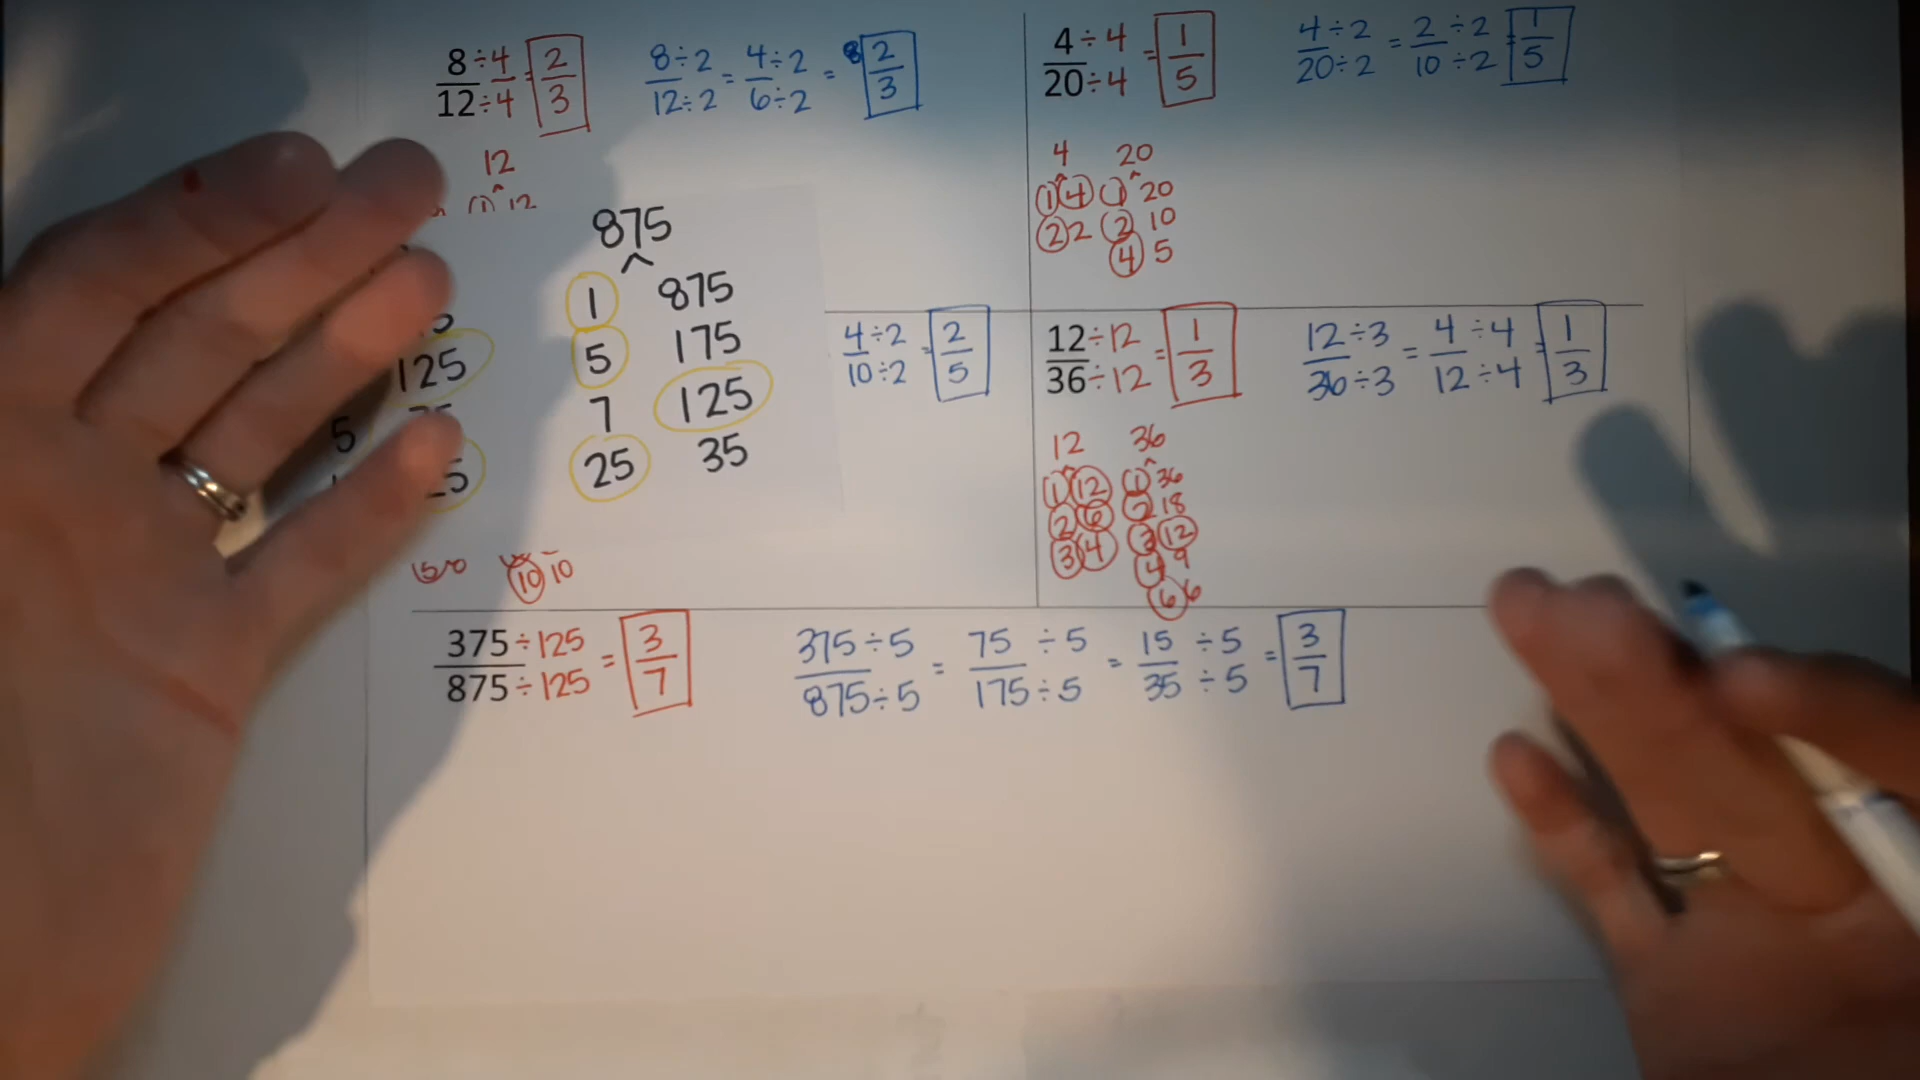 8 ÷ 4 = 2
12 ÷ 4 3
8 ÷ 2 = 4 ÷ 2 = 2
12 ÷ 2 6 ÷ 2 3
12
1 12
4 ÷ 4 = 1
20 ÷ 4 5
4 ÷ 2 = 2 ÷ 2 = 1
20 ÷ 2 10 ÷ 2 5
4 20
1 4 1 20
2 2 2 10
4 5
875
1 875
5 175
7 125
25 35
125
5
4 ÷ 2 = 2
10 ÷ 2 5
10 10
12 ÷ 12 = 1
36 ÷ 12 3
12 ÷ 3 = 4 ÷ 4 = 1
36 ÷ 3 12 ÷ 4 3
12 36
1 12 1 36
2 6 2 18
3 4 3 12
4 9
6 6
375 ÷ 125 = 3
875 ÷ 125 7
375 ÷ 5 = 75 ÷ 5 = 15 ÷ 5 = 3
875 ÷ 5 175 ÷ 5 35 ÷ 5 7